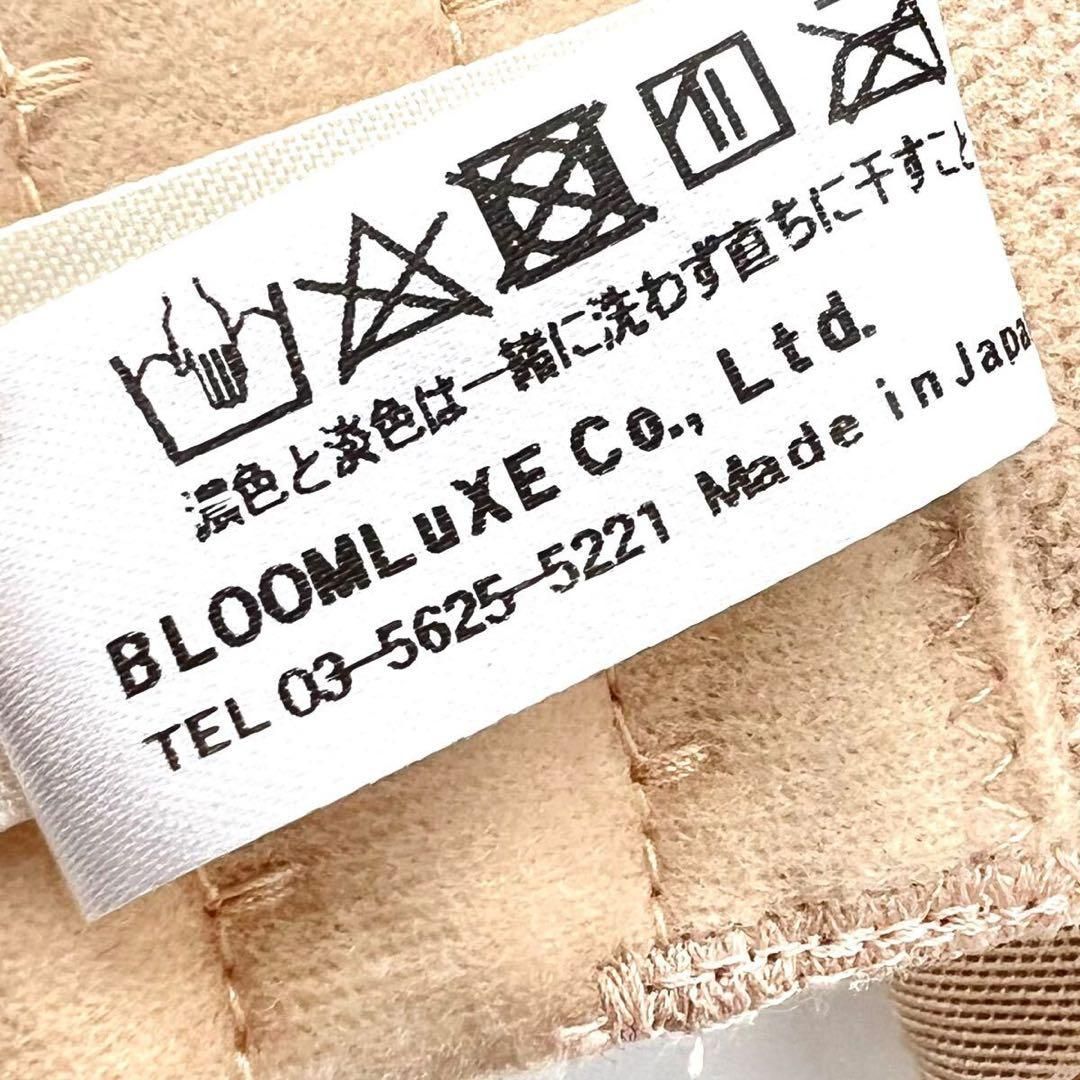 濃色と淡色は一緒に洗わず直ちに干すこと
BLOOMLuXE Co., Ltd.
TEL 03-5625-5221 Made in Japa